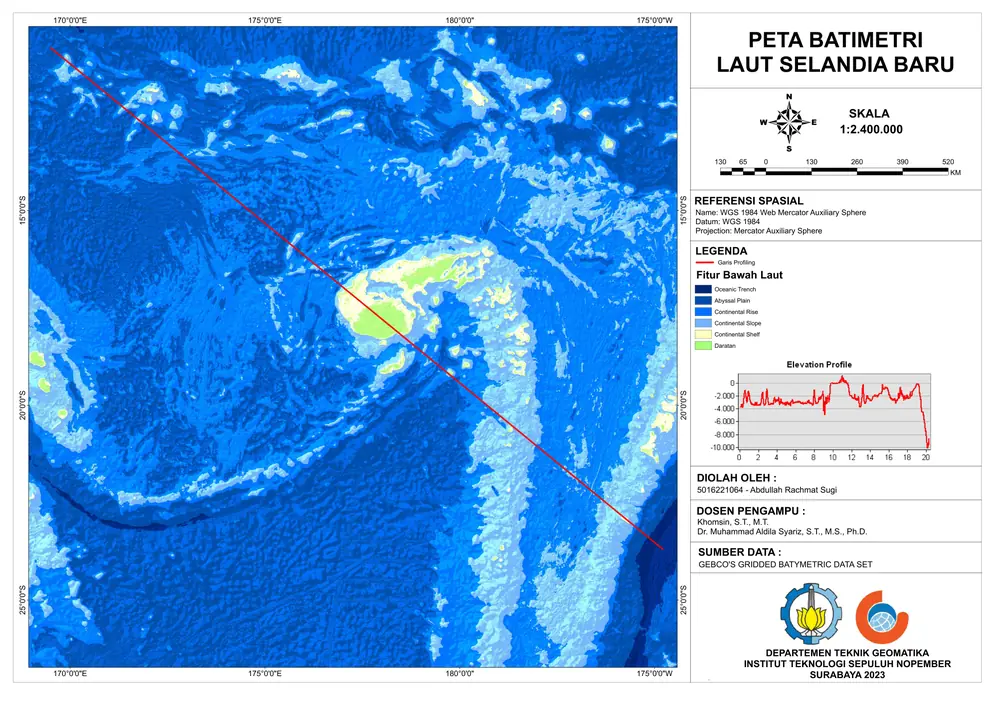 170°0'0"E
175°0'0"E
180°0'0"
175°0'0"W
15°0'0"S
20°0'0"S
25°0'0"S
15°0'0"S
20°0'0"S
25°0'0"S
170°0'0"E
175°0'0"E
180°0'0"
175°0'0"W
PETA BATIMETRI
LAUT SELANDIA BARU
N
W
E
S
SKALA
1:2.400.000
130 65 0 130 260 390 520
KM
REFERENSI SPASIAL
Name: WGS 1984 Web Mercator Auxiliary Sphere
Datum: WGS 1984
Projection: Mercator Auxiliary Sphere
LEGENDA
Garis Profiling
Fitur Bawah Laut
Oceanic Trench
Abyssal Plain
Continental Rise
Continental Slope
Continental Shelf
Daratan
Elevation Profile
0
-2.000
-4.000
-6.000
-8.000
-10.000
0 2 4 6 8 10 12 14 16 18 20
DIOLAH OLEH :
5016221064 - Abdullah Rachmat Sugi
DOSEN PENGAMPU :
Khomsin, S.T., M.T.
Dr. Muhammad Aldila Syariz, S.T., M.S., Ph.D.
SUMBER DATA :
GEBCO'S GRIDDED BATYMETRIC DATA SET
DEPARTEMEN TEKNIK GEOMATIKA
INSTITUT TEKNOLOGI SEPULUH NOPEMBER
SURABAYA 2023